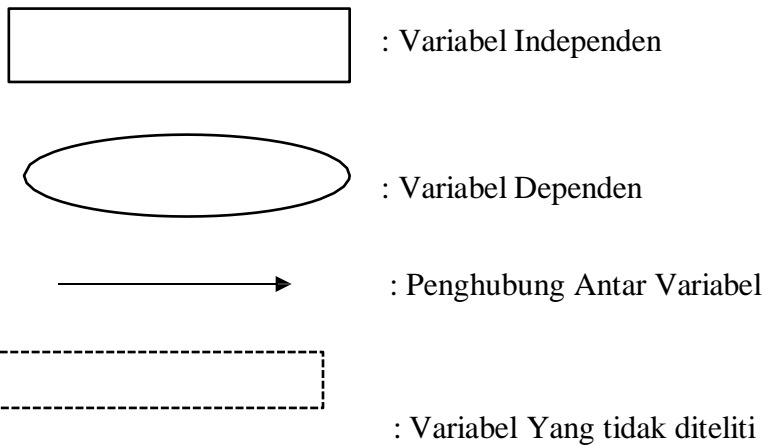 : Variabel Independen
: Variabel Dependen
: Penghubung Antar Variabel
: Variabel Yang tidak diteliti